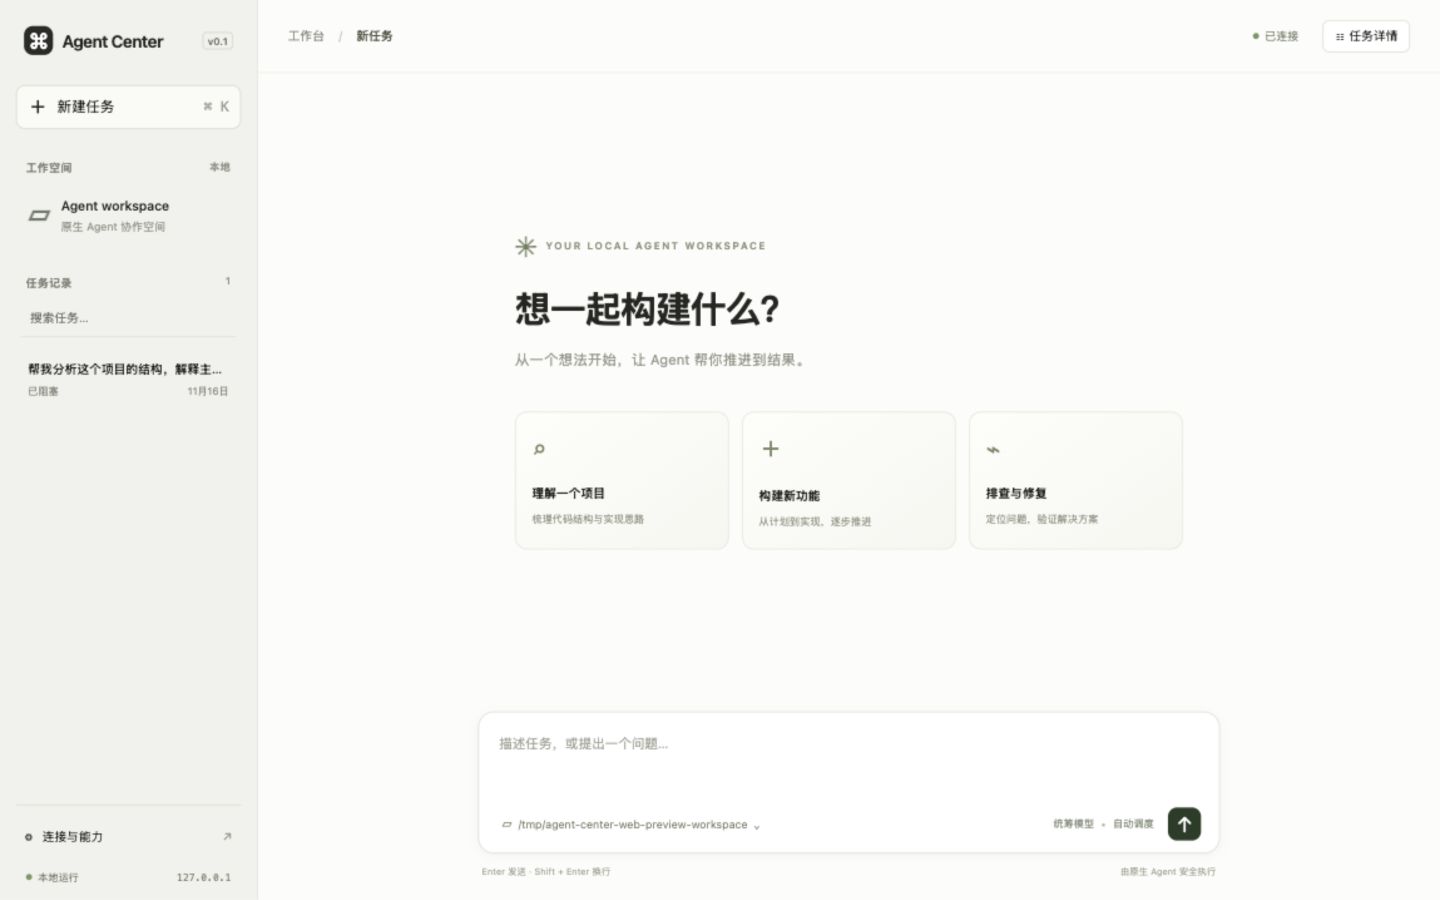 Agent Center v0.1
新建任务 ⌘ K
工作空间 本地
Agent workspace
原生 Agent 协作空间
任务记录 1
搜索任务...
帮我分析这个项目的结构，解释主...
已阻塞 11月16日
连接与能力 ↗
本地运行 127.0.0.1
工作台 / 新任务
已连接
任务详情
YOUR LOCAL AGENT WORKSPACE
想一起构建什么?
从一个想法开始，让 Agent 帮你推进到结果。
理解一个项目
梳理代码结构与实现思路
构建新功能
从计划到实现，逐步推进
排查与修复
定位问题，验证解决方案
描述任务，或提出一个问题...
/tmp/agent-center-web-preview-workspace
统筹模型 • 自动调度
Enter 发送 · Shift + Enter 换行
由原生 Agent 安全执行